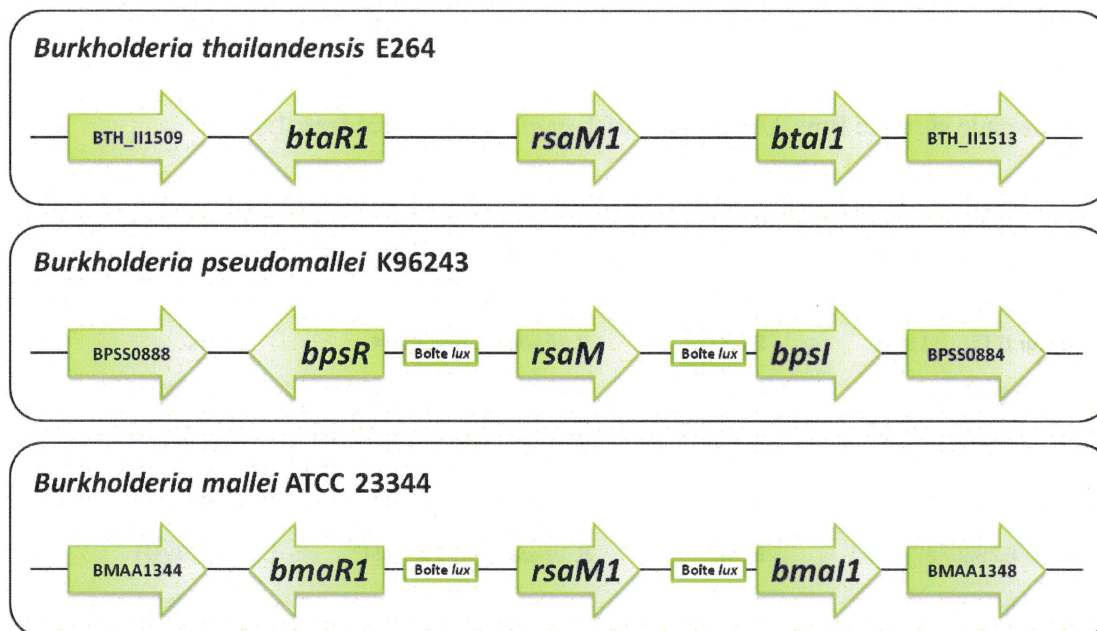 Burkholderia thailandensis E264
BTH_II1509 btaR1 rsaM1 btaI1 BTH_II1513
Burkholderia pseudomallei K96243
BPSS0888 bpsR Boîte lux rsaM Boîte lux bpsI BPSS0884
Burkholderia mallei ATCC 23344
BMAA1344 bmaR1 Boîte lux rsaM1 Boîte lux bmaI1 BMAA1348